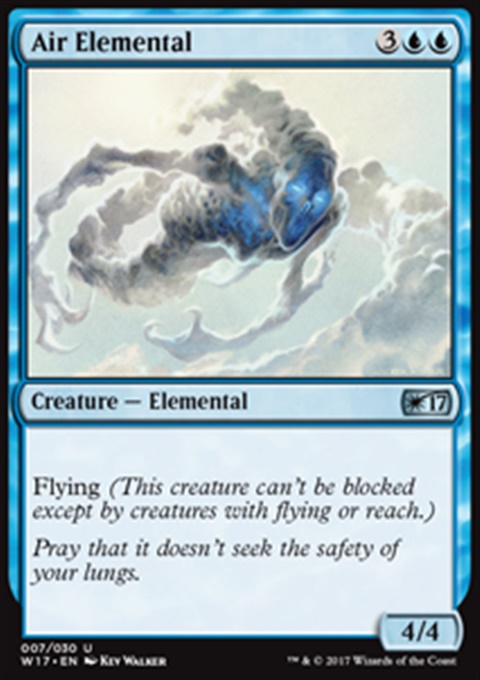 Air Elemental 3
Creature — Elemental 17
Flying (This creature can't be blocked
except by creatures with flying or reach.)
Pray that it doesn't seek the safety of
your lungs.
4/4
007/030 U
W17 • EN Kev Walker ™ & © 2017 Wizards of the Coast